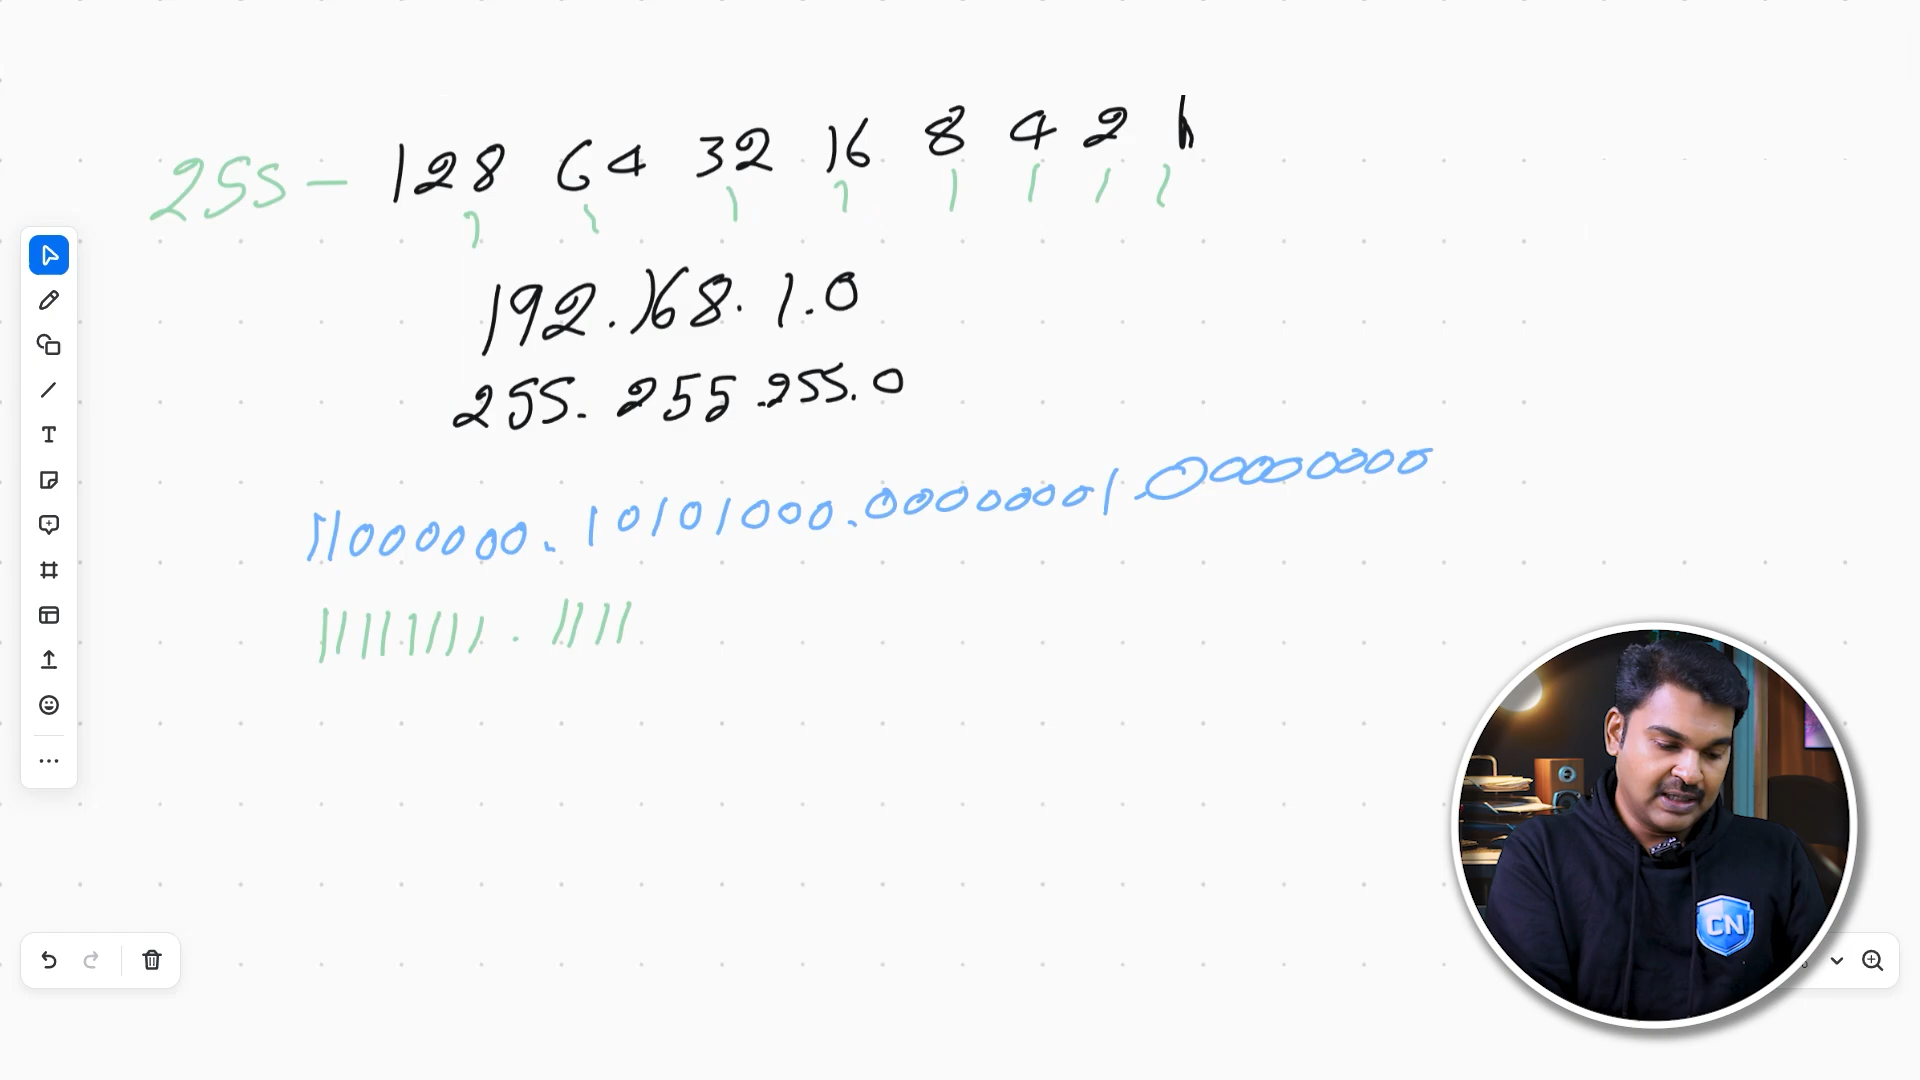 255 - 128 64 32 16 8 4 2 1
1 1 1 1 1 1 1 1
192.168.1.0
255.255.255.0
11000000.10101000.00000001.00000000
11111111.1111
CN